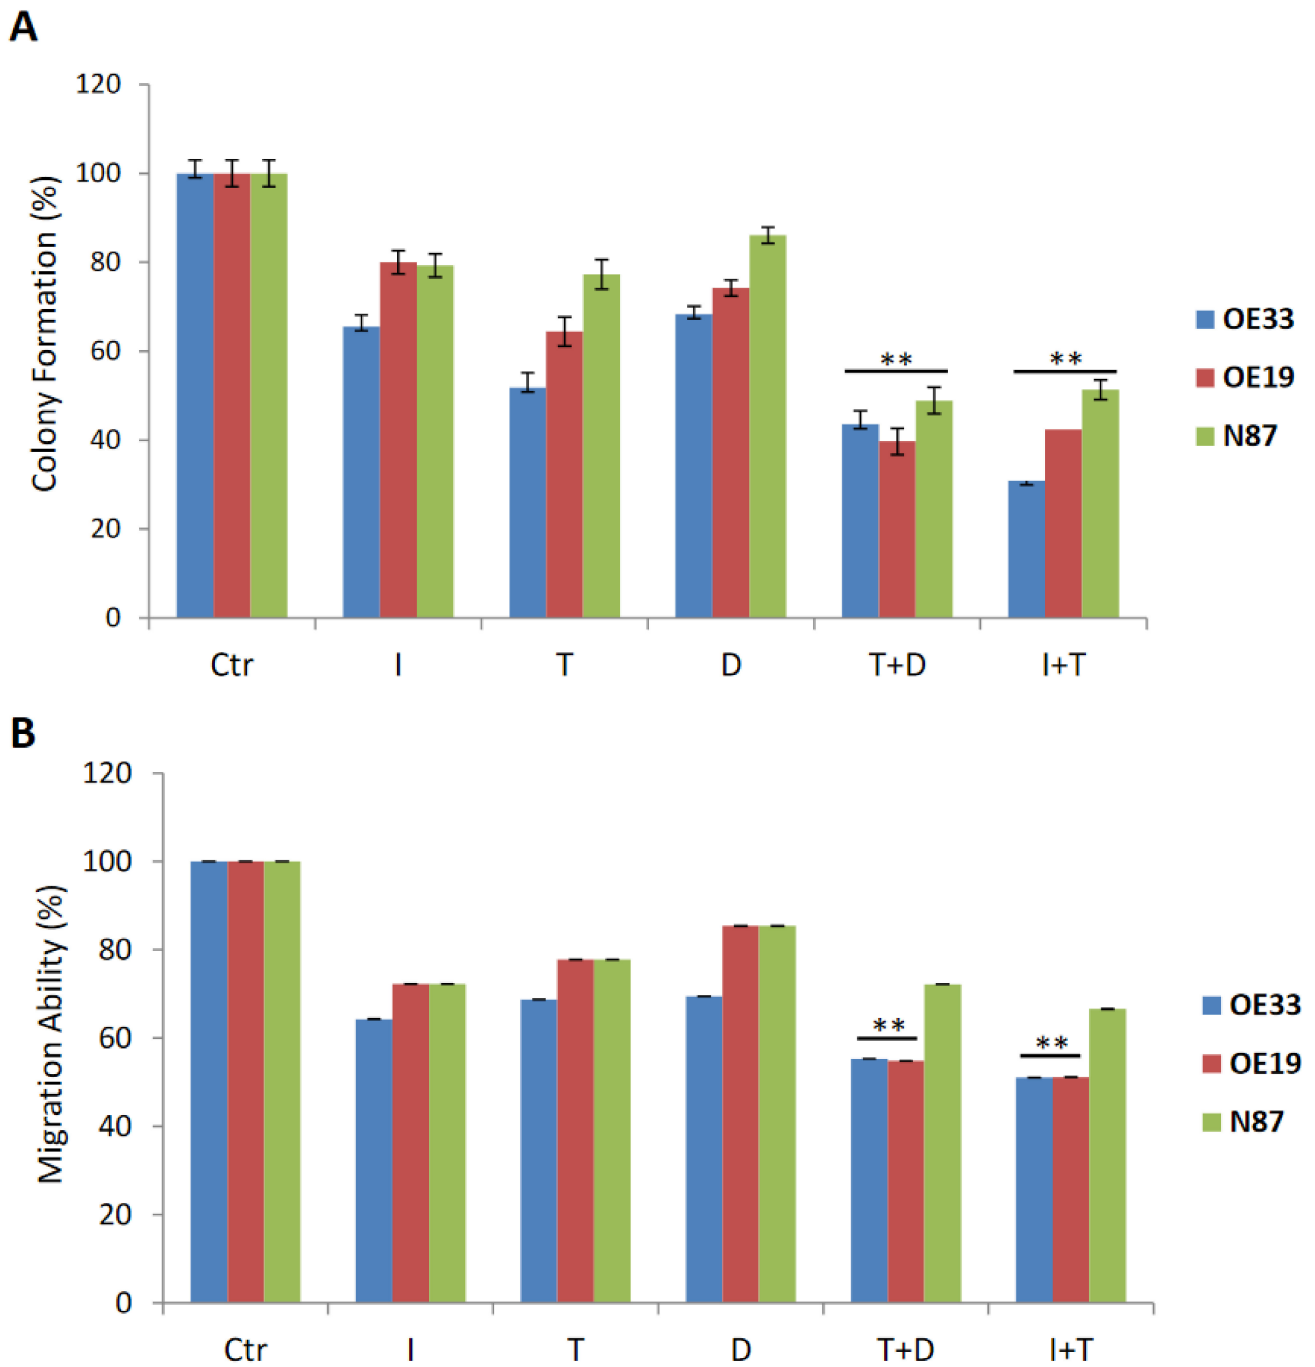 A
120
100
80
60
40
20
0
Colony Formation (%)
** **
Ctr I T D T+D I+T
OE33
OE19
N87
B
120
100
80
60
40
20
0
Migration Ability (%)
** **
Ctr I T D T+D I+T
OE33
OE19
N87